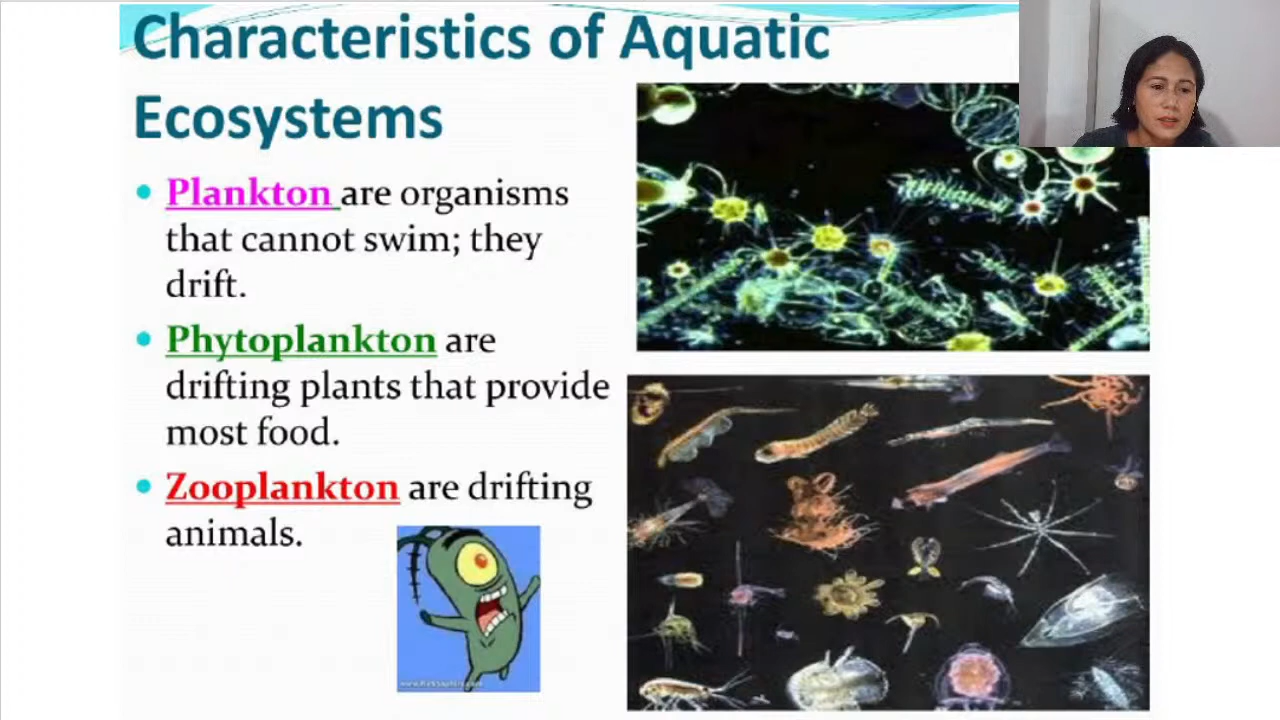 Characteristics of Aquatic
Ecosystems
• Plankton are organisms
that cannot swim; they
drift.
• Phytoplankton are
drifting plants that provide
most food.
• Zooplankton are drifting
animals.